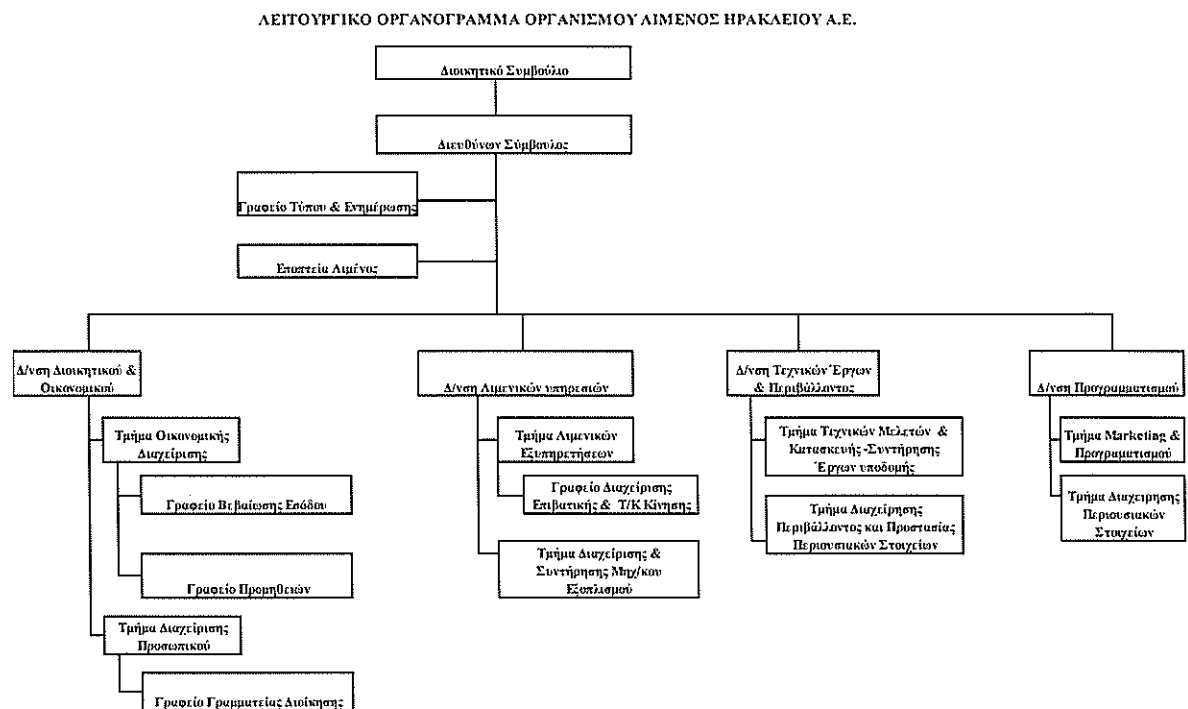 ΛΕΙΤΟΥΡΓΙΚΟ ΟΡΓΑΝΟΓΡΑΜΜΑ ΟΡΓΑΝΙΣΜΟΥ ΛΙΜΕΝΟΣ ΗΡΑΚΛΕΙΟΥ Α.Ε.
Διοικητικό Συμβούλιο
Διευθύνων Σύμβουλος
Γραφείο Τύπου & Ενημέρωσης
Εποπτεία Λιμένος
Δ/νση Διοικητικού &
Οικονομικού
Τμήμα Οικονομικής
Διαχείρισης
Γραφείο Βεβαίωσης Εσόδου
Γραφείο Προμηθειών
Τμήμα Διαχείρισης
Προσωπικού
Γραφείο Γραμματείας Διοίκησης
Δ/νση Λιμενικών υπηρεσιών
Τμήμα Λιμενικών
Εξυπηρετήσεων
Γραφείο Διαχείρισης
Επιβατικής & Τ/Κ Κίνησης
Τμήμα Διαχείρισης &
Συντήρησης Μηχ/κου
Εξοπλισμού
Δ/νση Τεχνικών Έργων
& Περιβάλλοντος
Τμήμα Τεχνικών Μελετών &
Κατασκευής -Συντήρησης
Έργων υποδομής
Τμήμα Διαχείρησης
Περιβάλλοντος και Προστασίας
Περιουσιακών Στοιχείων
Δ/νση Προγραμματισμού
Τμήμα Marketing &
Προγραμματισμού
Τμήμα Διαχειρησης
Περιουσιακών
Στοιχείων